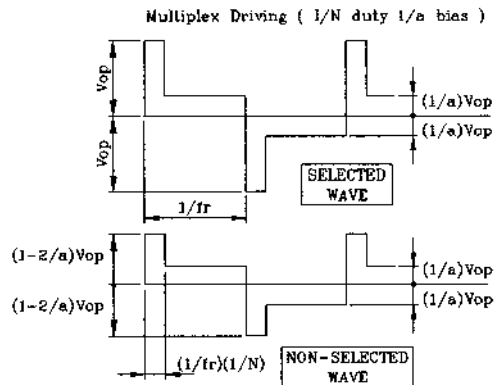 Multiplex Driving ( 1/N duty 1/a bias )
Vop
Vop
(1/a)Vop
(1/a)Vop
SELECTED
WAVE
1/fr
(1-2/a)Vop
(1-2/a)Vop
(1/a)Vop
(1/a)Vop
(1/fr)(1/N)
NON-SELECTED
WAVE